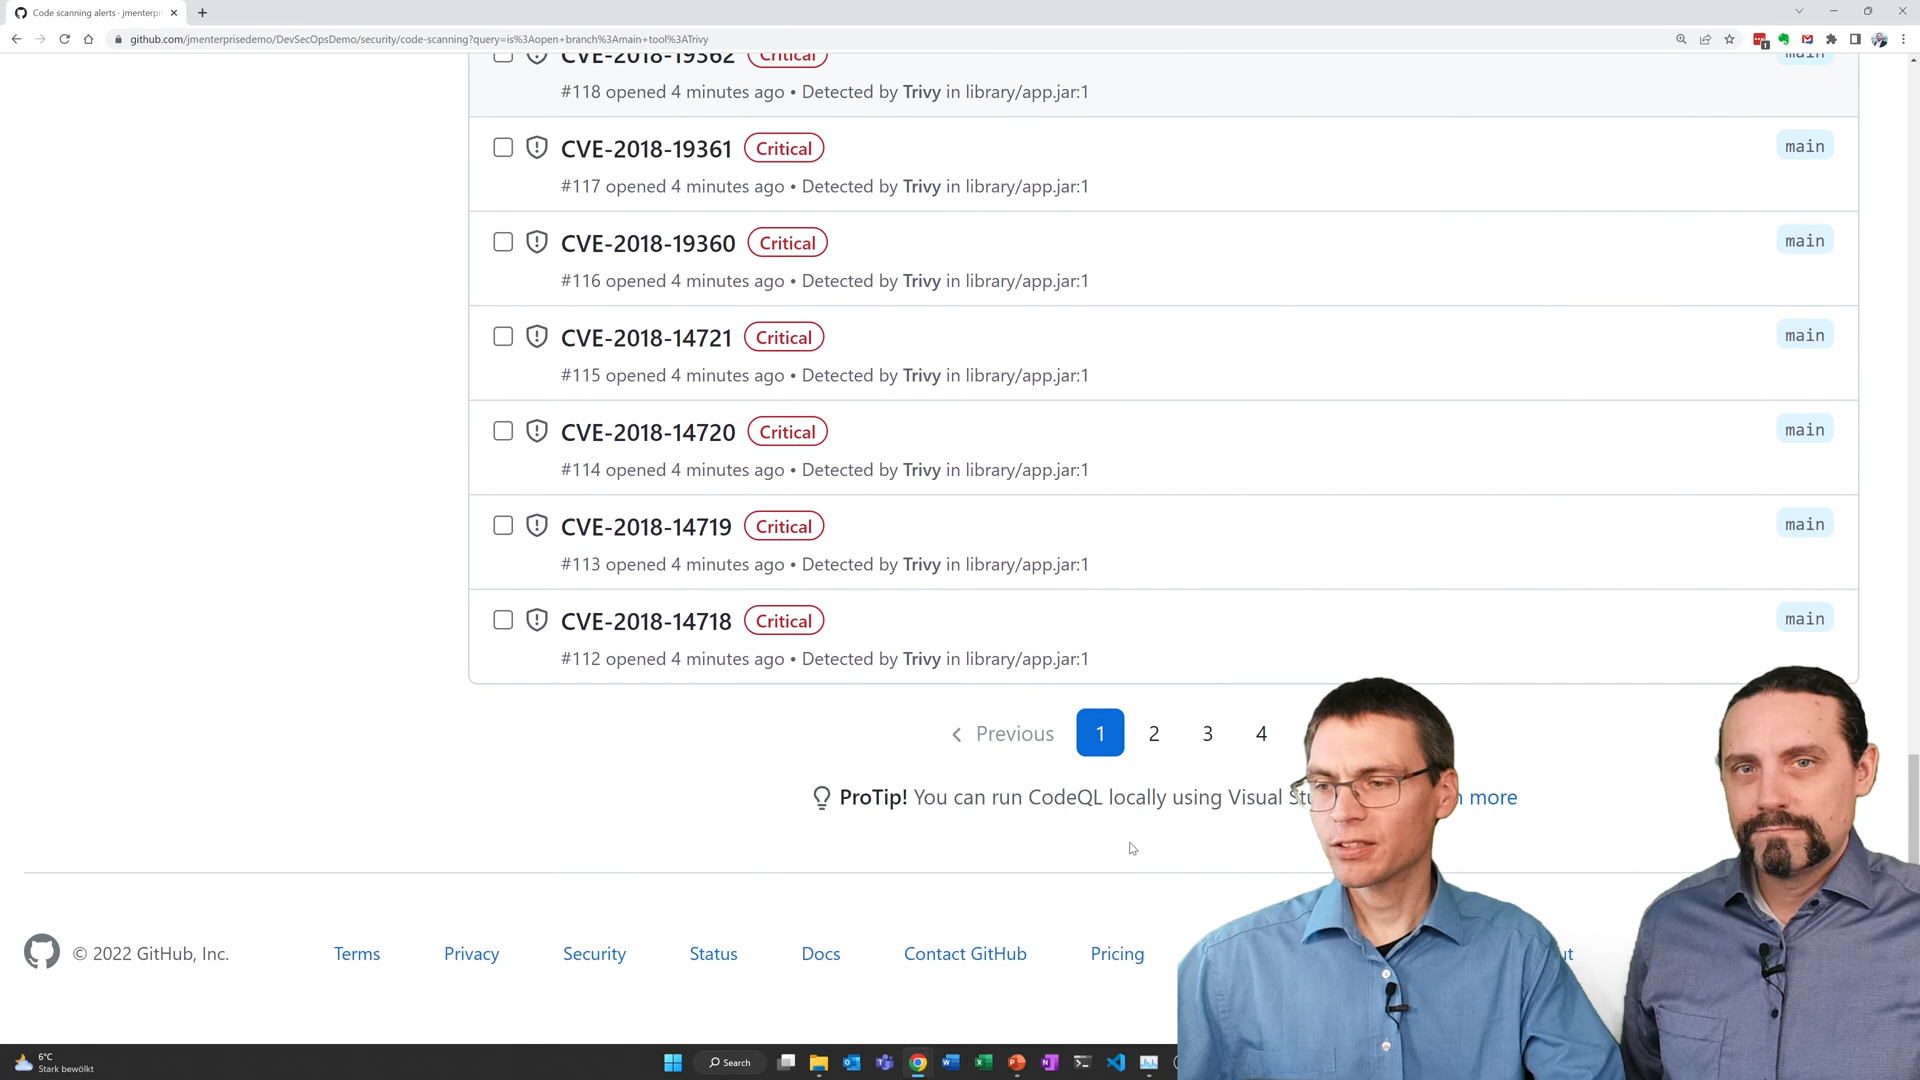 Code scanning alerts · jmenterpri
github.com/jmenterprisedemo/DevSecOpsDemo/security/code-scanning?query=is%3Aopen+branch%3Amain+tool%3ATrivy
CVE-2018-19362 Critical main
#118 opened 4 minutes ago • Detected by Trivy in library/app.jar:1
CVE-2018-19361 Critical main
#117 opened 4 minutes ago • Detected by Trivy in library/app.jar:1
CVE-2018-19360 Critical main
#116 opened 4 minutes ago • Detected by Trivy in library/app.jar:1
CVE-2018-14721 Critical main
#115 opened 4 minutes ago • Detected by Trivy in library/app.jar:1
CVE-2018-14720 Critical main
#114 opened 4 minutes ago • Detected by Trivy in library/app.jar:1
CVE-2018-14719 Critical main
#113 opened 4 minutes ago • Detected by Trivy in library/app.jar:1
CVE-2018-14718 Critical main
#112 opened 4 minutes ago • Detected by Trivy in library/app.jar:1
Previous 1 2 3 4
ProTip! You can run CodeQL locally using Visual more
© 2022 GitHub, Inc. Terms Privacy Security Status Docs Contact GitHub Pricing
6°C
Stark bewölkt
Search